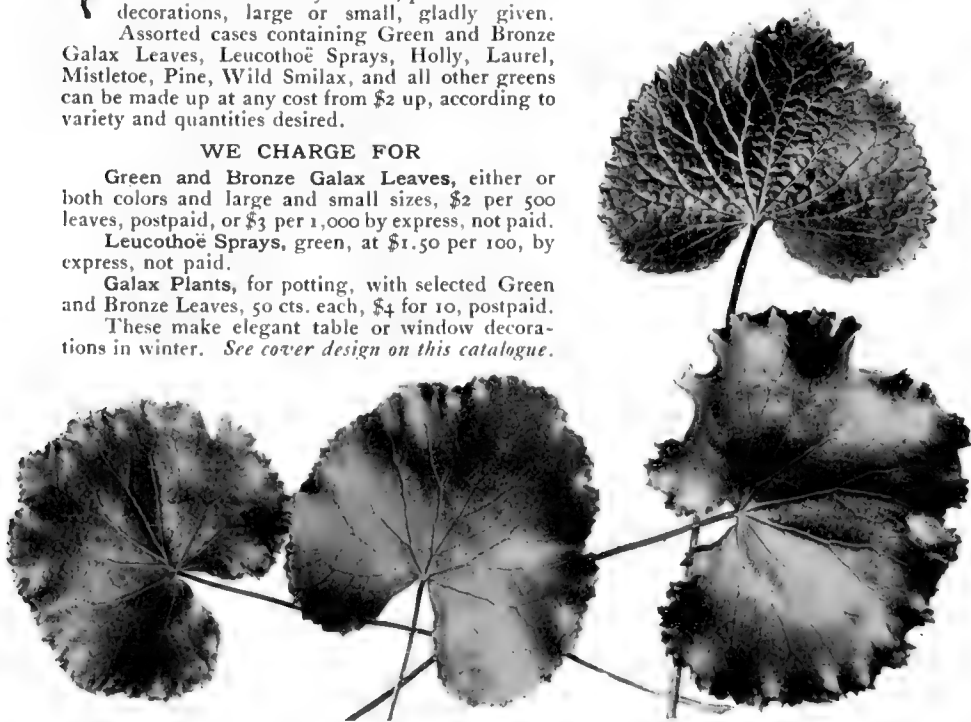 decorations, large or small, gladly given.
Assorted cases containing Green and Bronze
Galax Leaves, Leucothoë Sprays, Holly, Laurel,
Mistletoe, Pine, Wild Smilax, and all other greens
can be made up at any cost from $2 up, according to
variety and quantities desired.
WE CHARGE FOR
Green and Bronze Galax Leaves, either or
both colors and large and small sizes, $2 per 500
leaves, postpaid, or $3 per 1,000 by express, not paid.
Leucothoë Sprays, green, at $1.50 per 100, by
express, not paid.
Galax Plants, for potting, with selected Green
and Bronze Leaves, 50 cts. each, $4 for 10, postpaid.
These make elegant table or window decora-
tions in winter. See cover design on this catalogue.